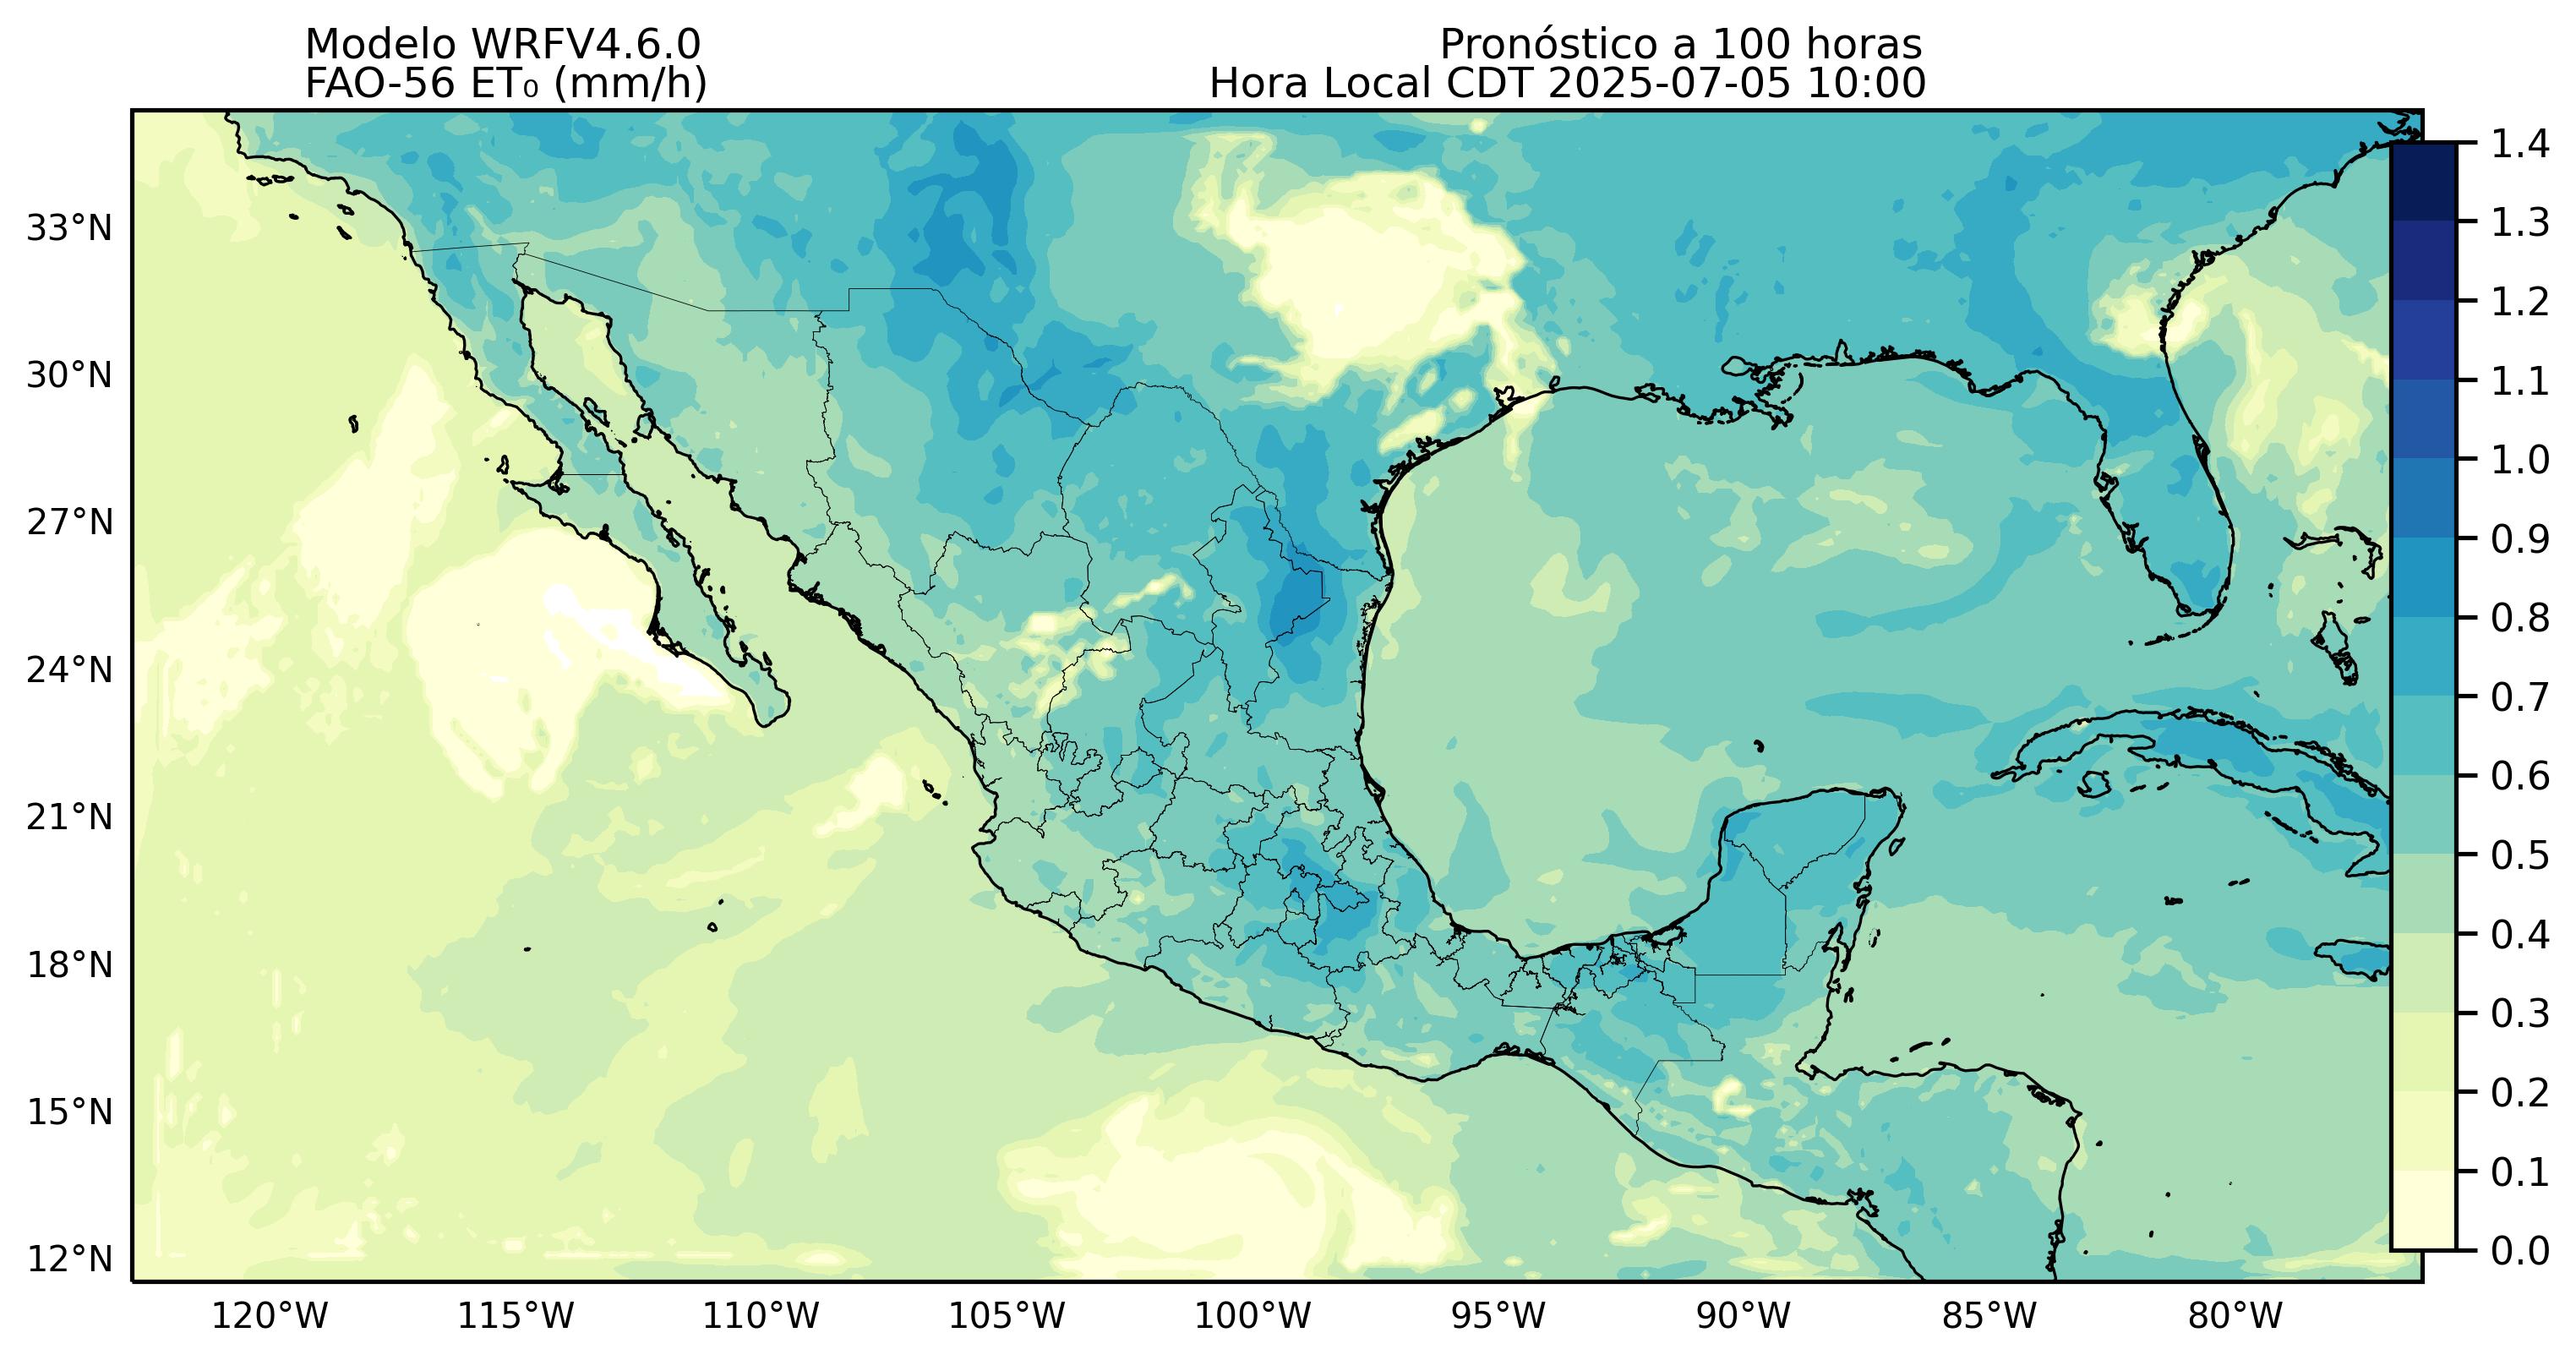 Modelo WRFV4.6.0
FAO-56 ET₀ (mm/h)
Pronóstico a 100 horas
Hora Local CDT 2025-07-05 10:00
33°N
30°N
27°N
24°N
21°N
18°N
15°N
12°N
120°W
115°W
110°W
105°W
100°W
95°W
90°W
85°W
80°W
1.4
1.3
1.2
1.1
1.0
0.9
0.8
0.7
0.6
0.5
0.4
0.3
0.2
0.1
0.0